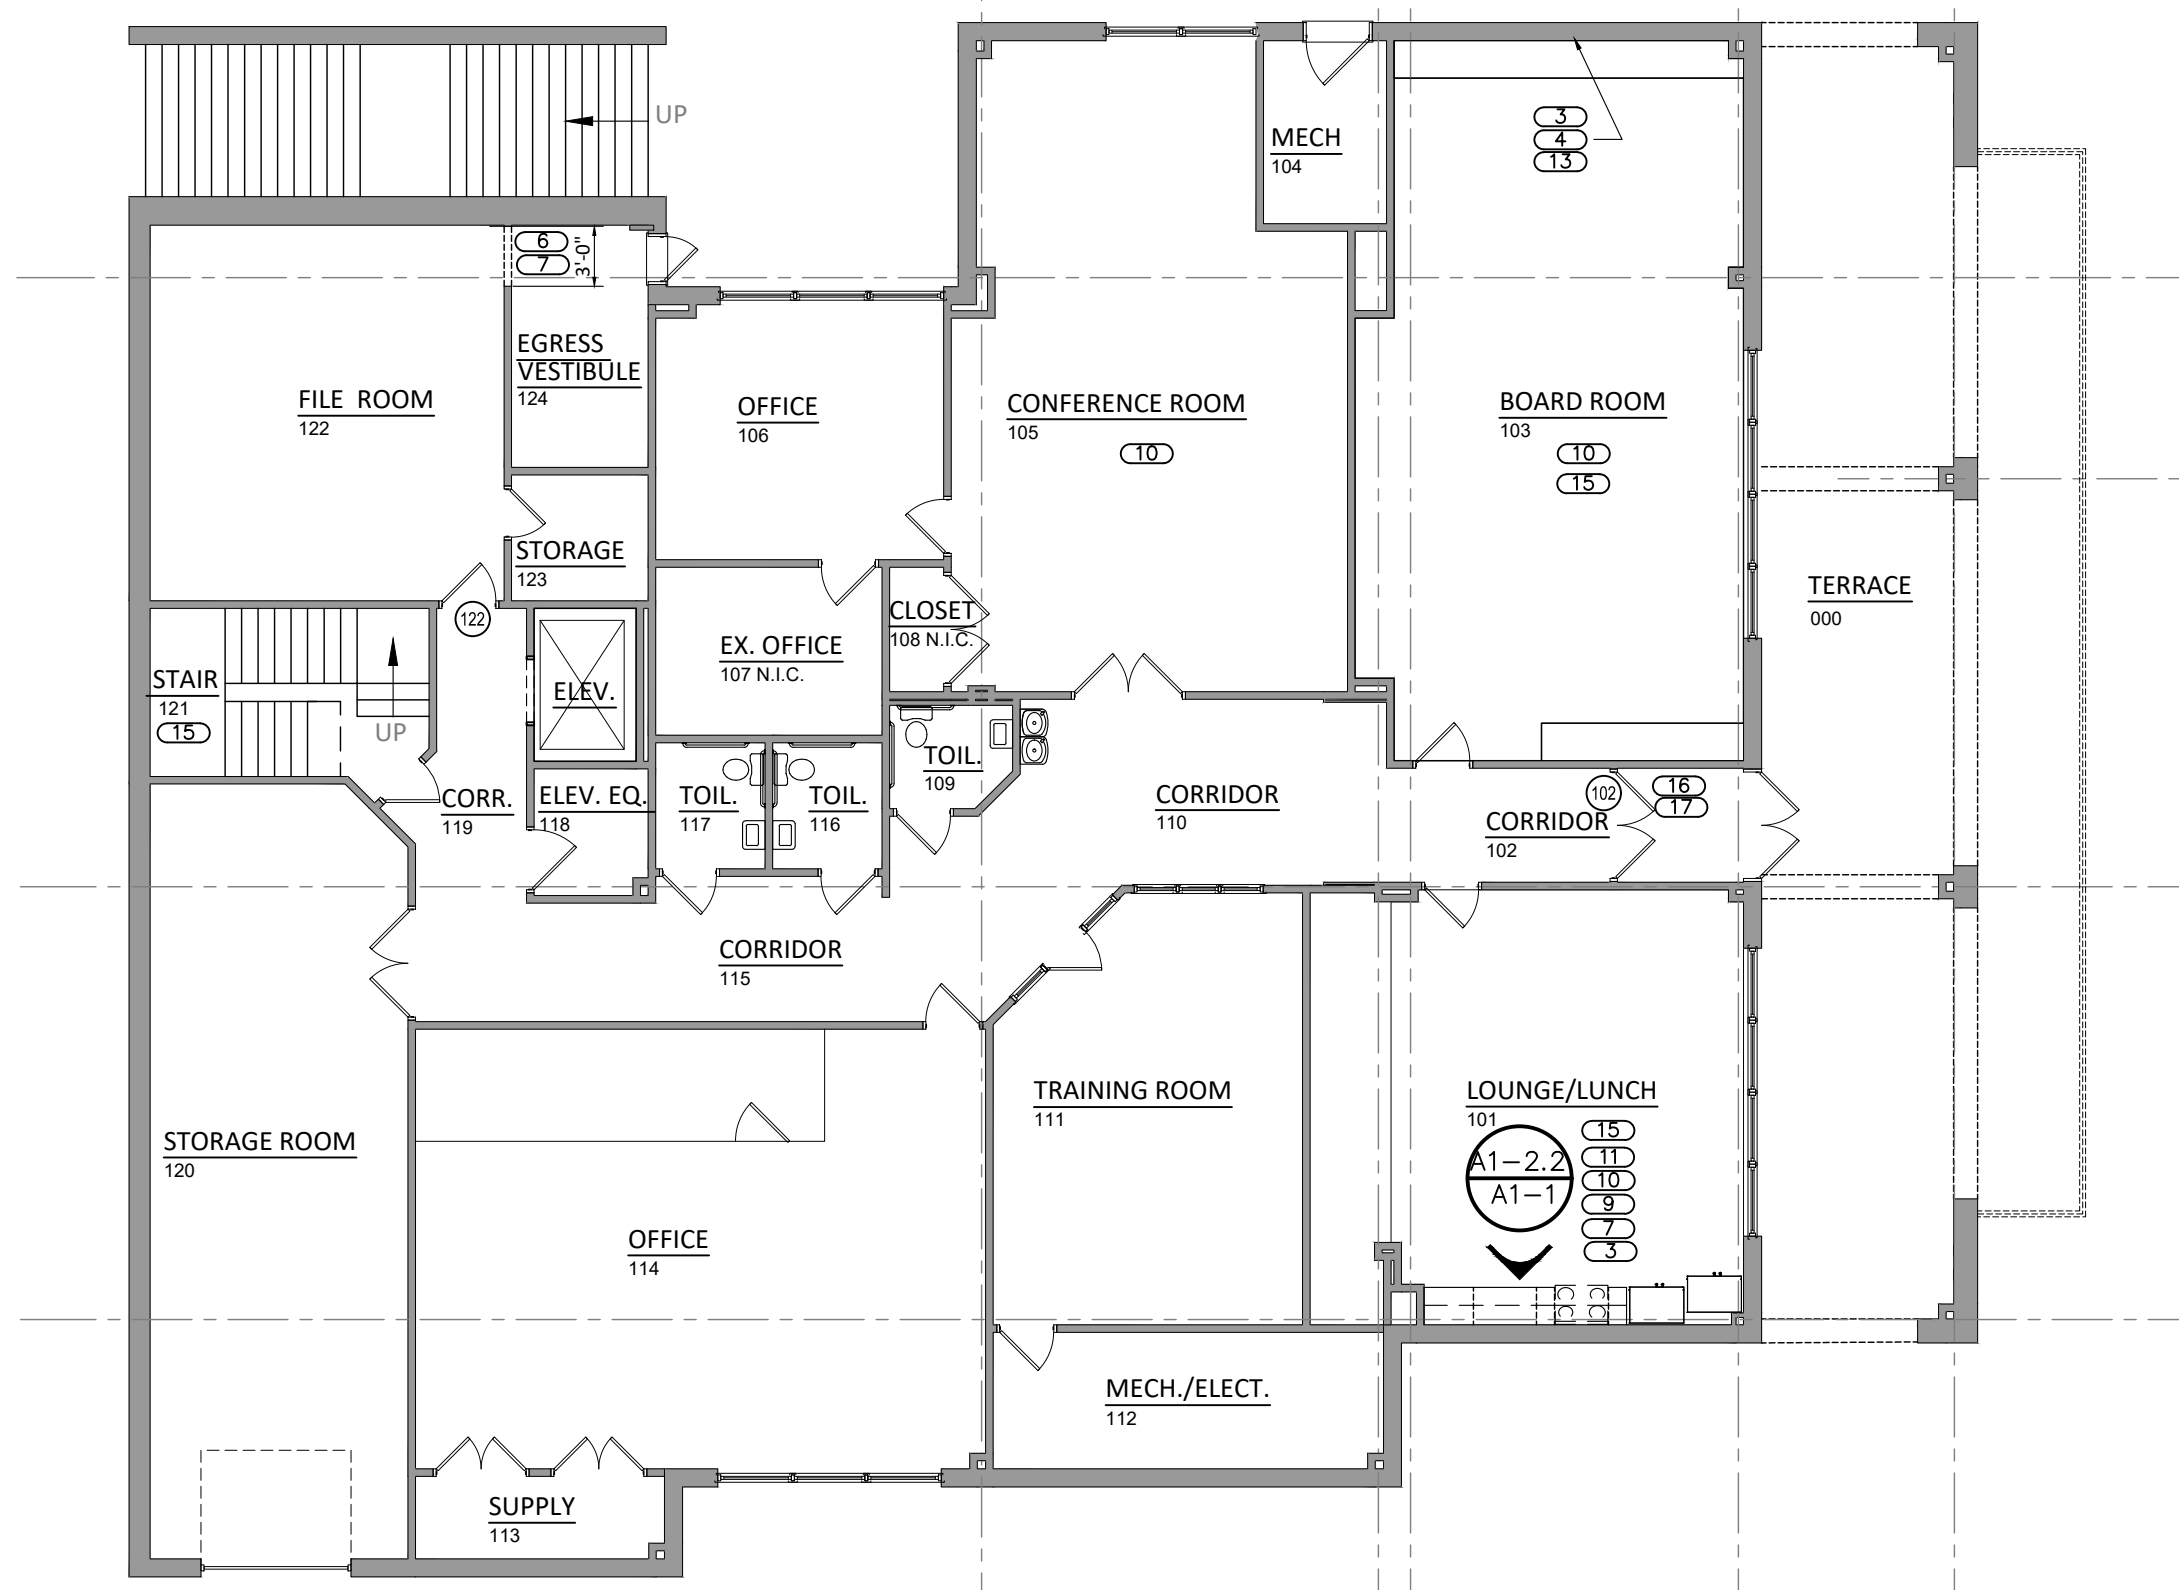 UP
MECH
104
3
4
13
6
7
3'-0"
EGRESS
VESTIBULE
124
FILE ROOM
122
OFFICE
106
CONFERENCE ROOM
105
10
BOARD ROOM
103
10
15
STORAGE
123
TERRACE
000
122
CLOSET
108 N.I.C.
EX. OFFICE
107 N.I.C.
STAIR
121
15
UP
ELEV.
TOIL.
109
CORR.
119
ELEV. EQ.
118
TOIL.
117
TOIL.
116
CORRIDOR
110
102
16
17
CORRIDOR
102
CORRIDOR
115
TRAINING ROOM
111
LOUNGE/LUNCH
101
A1-2.2
A1-1
15
11
10
9
7
3
STORAGE ROOM
120
OFFICE
114
MECH./ELECT.
112
SUPPLY
113